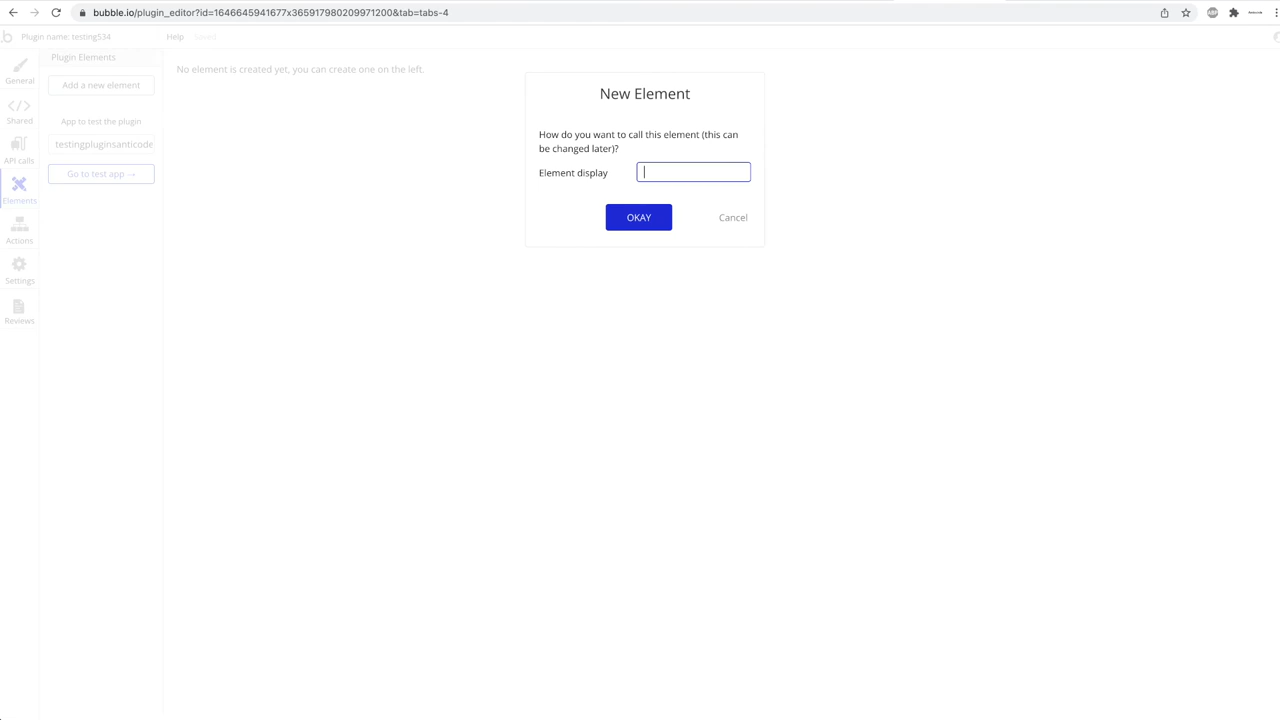 bubble.io/plugin_editor?id=1646645941677x365917980209971200&tab=tabs-4
Plugin name: testing534
Help
Saved
General
Shared
API calls
Elements
Actions
Settings
Reviews
Plugin Elements
Add a new element
App to test the plugin
testingpluginsanticode
Go to test app →
No element is created yet, you can create one on the left.
New Element
How do you want to call this element (this can
be changed later)?
Element display
OKAY
Cancel